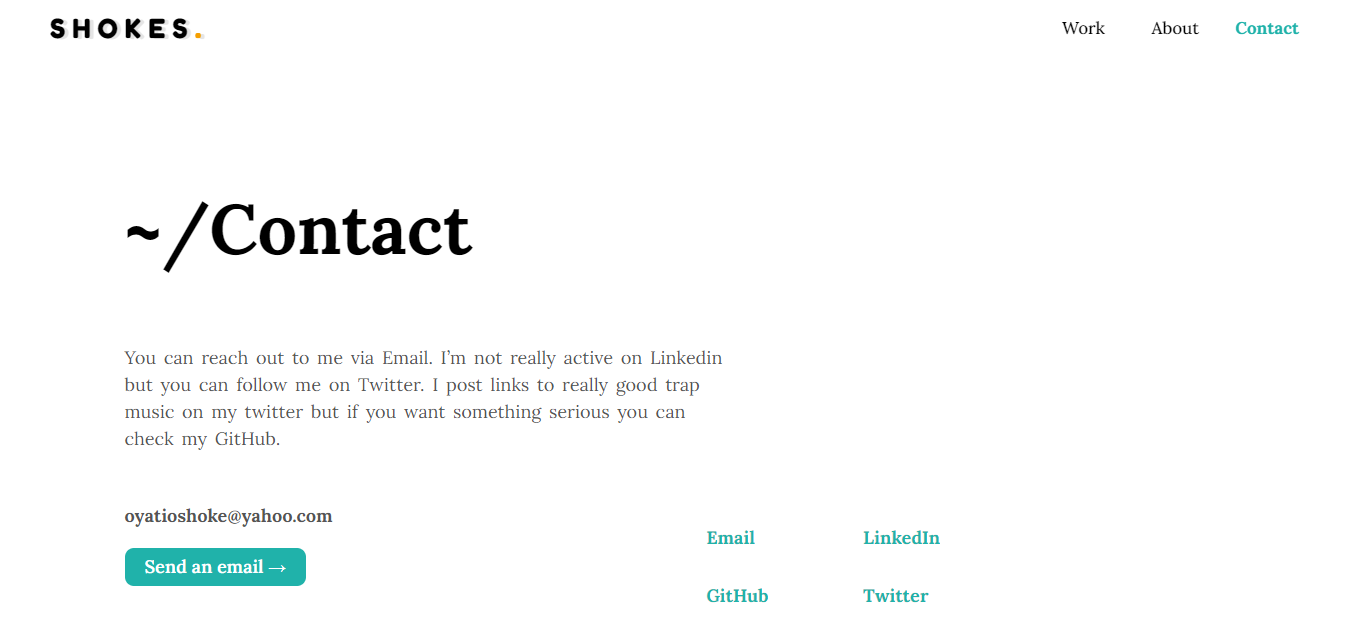 SHOKES.
Work About Contact
~/Contact
You can reach out to me via Email. I'm not really active on Linkedin
but you can follow me on Twitter. I post links to really good trap
music on my twitter but if you want something serious you can
check my GitHub.
oyatioshoke@yahoo.com
Send an email →
Email LinkedIn
GitHub Twitter